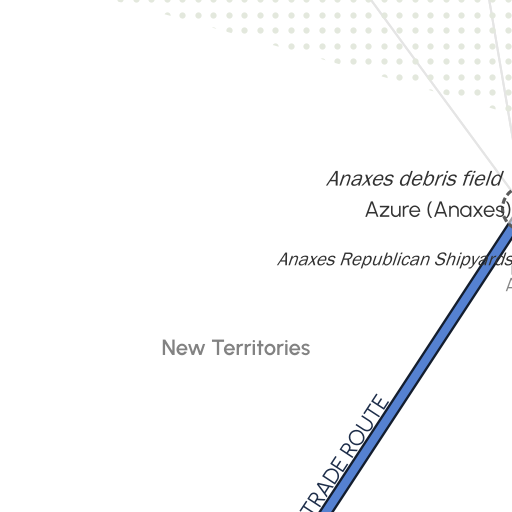 Anaxes debris field
Azure (Anaxes)
Anaxes Republican Shipyards
New Territories
TRADE ROUTE